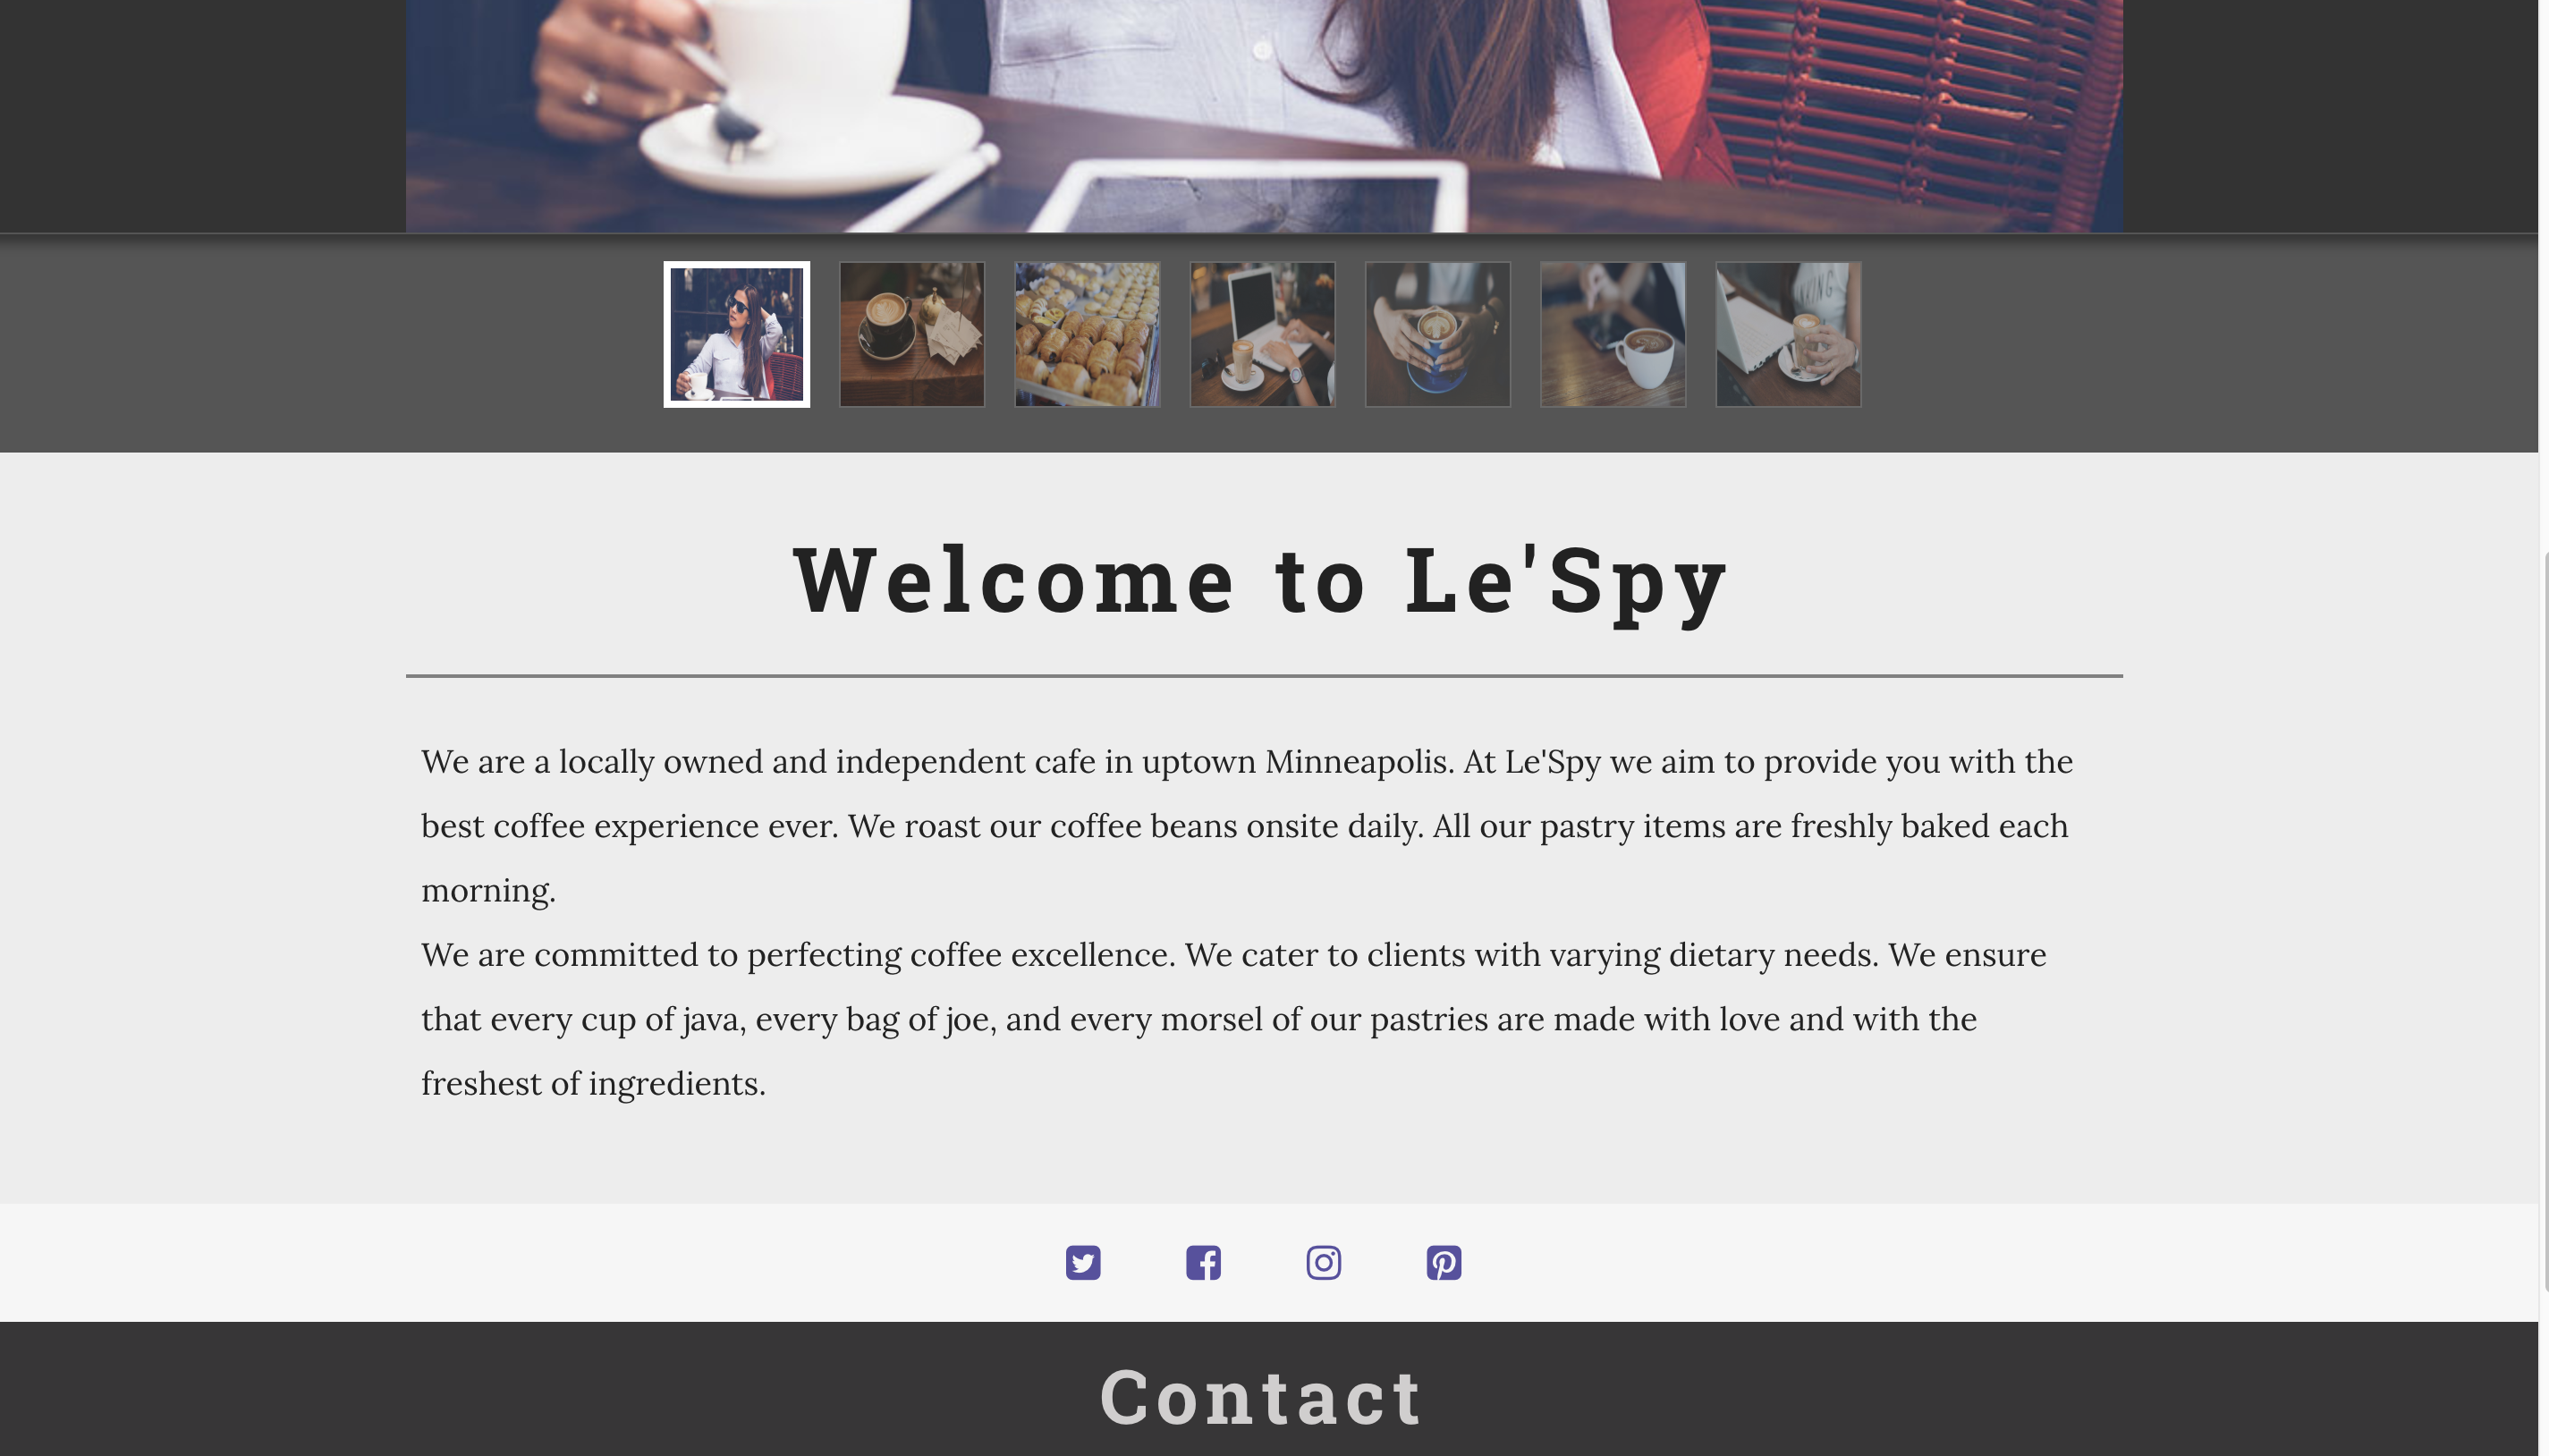 Welcome to Le'Spy
We are a locally owned and independent cafe in uptown Minneapolis. At Le'Spy we aim to provide you with the
best coffee experience ever. We roast our coffee beans onsite daily. All our pastry items are freshly baked each
morning.
We are committed to perfecting coffee excellence. We cater to clients with varying dietary needs. We ensure
that every cup of java, every bag of joe, and every morsel of our pastries are made with love and with the
freshest of ingredients.
Contact